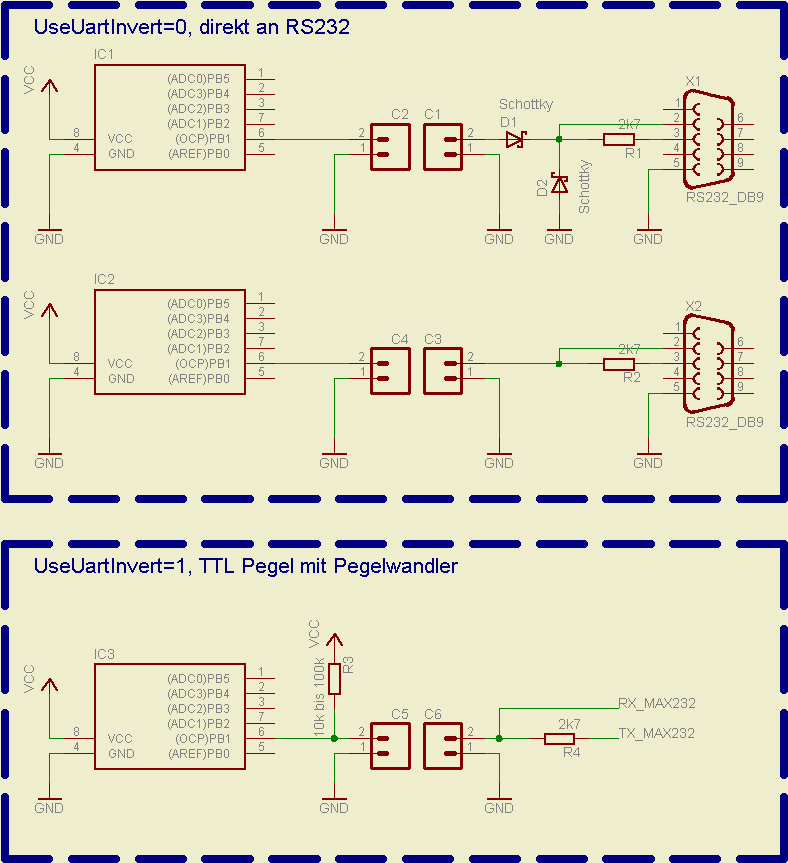 UseUartInvert=0, direkt an RS232
IC1
VCC
8 VCC
4 GND
(ADC0)PB5 1
(ADC3)PB4 2
(ADC2)PB3 3
(ADC1)PB2 7
(OCP)PB1 6
(AREF)PB0 5
GND
C2
2
1
GND
C1
2
1
GND
Schottky
D1
D2
Schottky
GND
2k7
R1
GND
X1
1
2
3
4
5
6
7
8
9
RS232_DB9
IC2
VCC
8 VCC
4 GND
(ADC0)PB5 1
(ADC3)PB4 2
(ADC2)PB3 3
(ADC1)PB2 7
(OCP)PB1 6
(AREF)PB0 5
GND
C4
2
1
GND
C3
2
1
GND
2k7
R2
GND
X2
1
2
3
4
5
6
7
8
9
RS232_DB9
UseUartInvert=1, TTL Pegel mit Pegelwandler
IC3
VCC
8 VCC
4 GND
(ADC0)PB5 1
(ADC3)PB4 2
(ADC2)PB3 3
(ADC1)PB2 7
(OCP)PB1 6
(AREF)PB0 5
GND
VCC
10k bis 100k
R3
C5
2
1
GND
C6
2
1
GND
2k7
R4
RX_MAX232
TX_MAX232